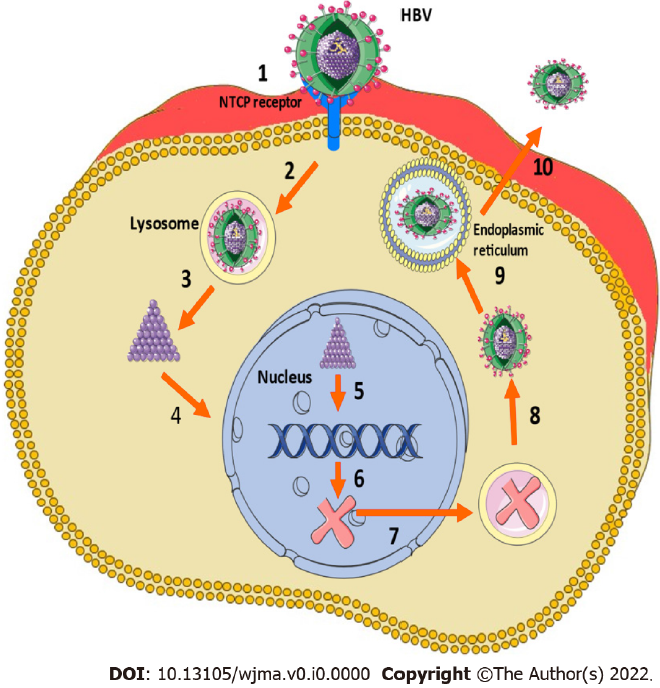 HBV
1
NTCP receptor
10
2
Lysosome
Endoplasmic
reticulum
3
9
Nucleus
5
4
8
6
7
DOI: 10.13105/wjma.v0.i0.0000 Copyright ©The Author(s) 2022.